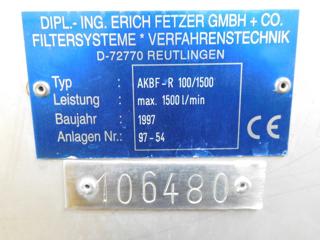 DIPL.- ING. ERICH FETZER GMBH + CO.
FILTERSYSTEME * VERFAHRENSTECHNIK
D-72770 REUTLINGEN
Typ : AKBF-R 100/1500
Leistung : max. 1500 l/min
Baujahr : 1997
Anlagen Nr.: 97-54
CE
106480